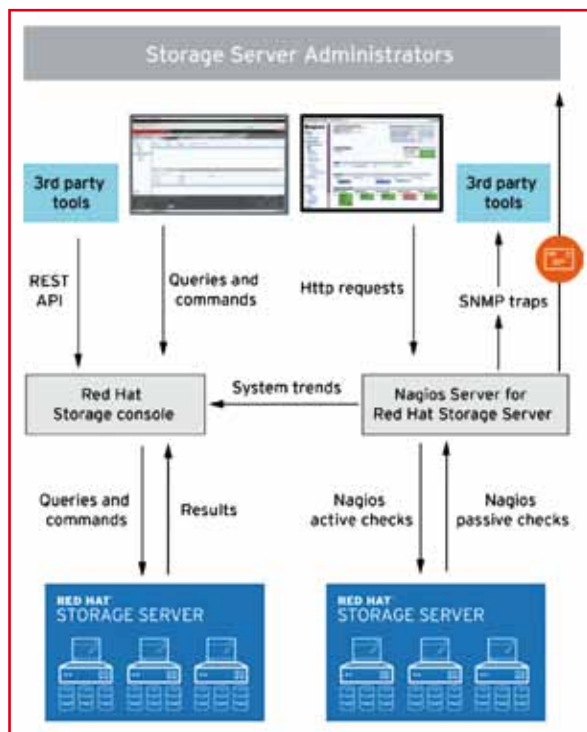 Storage Server Administrators
3rd party
tools
3rd party
tools
REST
API
Queries and
commands
Http requests
SNMP traps
Red Hat
Storage console
System trends
Nagios Server for
Red Hat Storage Server
Queries and
commands
Results
Nagios
active checks
Nagios
passive checks
RED HAT
STORAGE SERVER
RED HAT
STORAGE SERVER